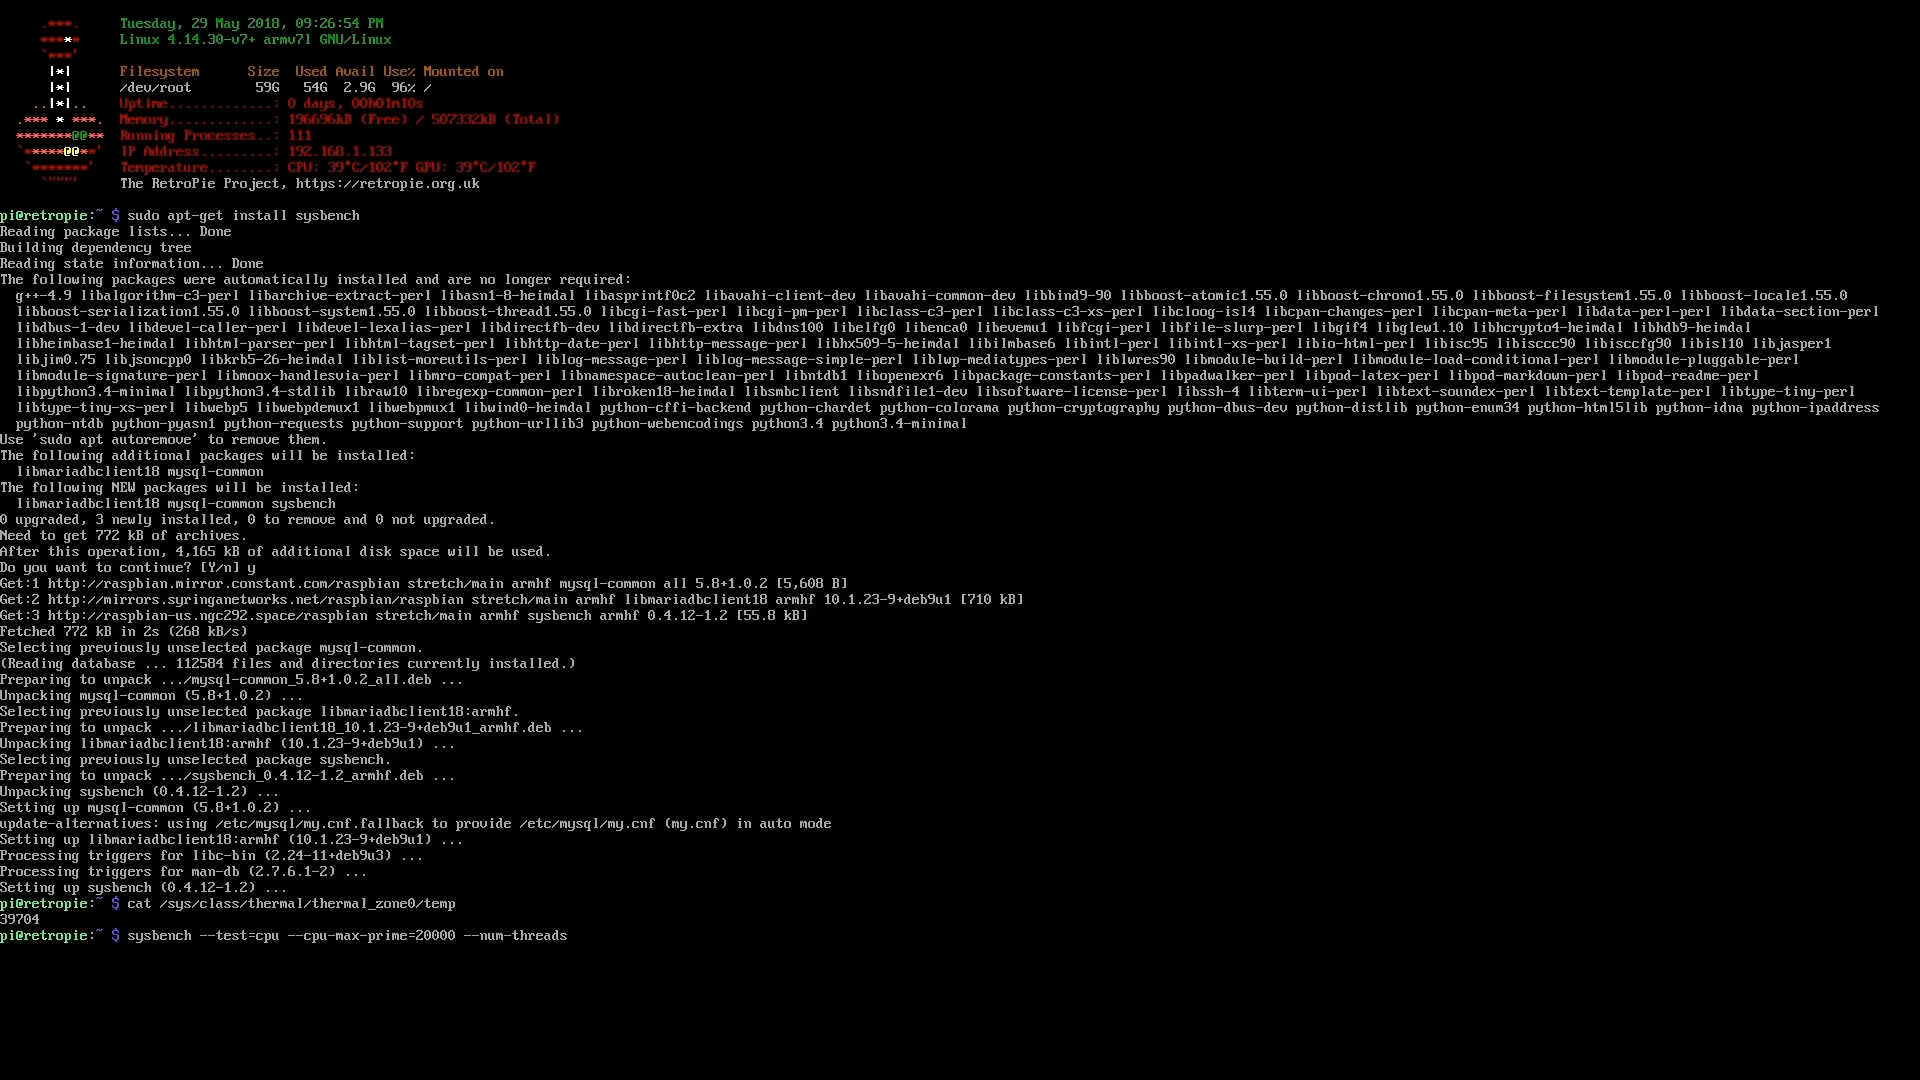 Tuesday, 29 May 2018, 09:26:54 PM
Linux 4.14.30-v7+ armv7l GNU/Linux
Filesystem      Size  Used Avail Use% Mounted on
/dev/root        59G   54G  2.9G  96% /
Uptime.............: 0 days, 00h01m10s
Memory.............: 196696kB (Free) / 507332kB (Total)
Running Processes..: 111
IP Address.........: 192.168.1.133
Temperature........: CPU: 39°C/102°F GPU: 39°C/102°F
The RetroPie Project, https://retropie.org.uk
pi@retropie:~ $ sudo apt-get install sysbench
Reading package lists... Done
Building dependency tree
Reading state information... Done
The following packages were automatically installed and are no longer required:
  g++-4.9 libalgorithm-c3-perl libarchive-extract-perl libasn1-8-heimdal libasprintf0c2 libavahi-client-dev libavahi-common-dev libbind9-90 libboost-atomic1.55.0 libboost-chrono1.55.0 libboost-filesystem1.55.0 libboost-locale1.55.0
  libboost-serialization1.55.0 libboost-system1.55.0 libboost-thread1.55.0 libcgi-fast-perl libcgi-pm-perl libclass-c3-perl libclass-c3-xs-perl libcloog-isl4 libcpan-changes-perl libcpan-meta-perl libdata-perl-perl libdata-section-perl
  libdbus-1-dev libdevel-caller-perl libdevel-lexalias-perl libdirectfb-dev libdirectfb-extra libdns100 libelfg0 libenca0 libevemu1 libfcgi-perl libfile-slurp-perl libgif4 libglew1.10 libhcrypto4-heimdal libhdb9-heimdal
  libheimbase1-heimdal libhtml-parser-perl libhtml-tagset-perl libhttp-date-perl libhttp-message-perl libhx509-5-heimdal libilmbase6 libintl-perl libintl-xs-perl libio-html-perl libisc95 libisccc90 libisccfg90 libisl10 libjasper1
  libjim0.75 libjsoncpp0 libkrb5-26-heimdal liblist-moreutils-perl liblog-message-perl liblog-message-simple-perl liblwp-mediatypes-perl liblwres90 libmodule-build-perl libmodule-load-conditional-perl libmodule-pluggable-perl
  libmodule-signature-perl libmoox-handlesvia-perl libmro-compat-perl libnamespace-autoclean-perl libntdb1 libopenexr6 libpackage-constants-perl libpadwalker-perl libpod-latex-perl libpod-markdown-perl libpod-readme-perl
  libpython3.4-minimal libpython3.4-stdlib libraw10 libregexp-common-perl libroken18-heimdal libsmbclient libsndfile1-dev libsoftware-license-perl libssh-4 libterm-ui-perl libtext-soundex-perl libtext-template-perl libtype-tiny-perl
  libtype-tiny-xs-perl libwebp5 libwebpdemux1 libwebpmux1 libwind0-heimdal python-cffi-backend python-chardet python-colorama python-cryptography python-dbus-dev python-distlib python-enum34 python-html5lib python-idna python-ipaddress
  python-ntdb python-pyasn1 python-requests python-support python-urllib3 python-webencodings python3.4 python3.4-minimal
Use 'sudo apt autoremove' to remove them.
The following additional packages will be installed:
  libmariadbclient18 mysql-common
The following NEW packages will be installed:
  libmariadbclient18 mysql-common sysbench
0 upgraded, 3 newly installed, 0 to remove and 0 not upgraded.
Need to get 772 kB of archives.
After this operation, 4,165 kB of additional disk space will be used.
Do you want to continue? [Y/n] y
Get:1 http://raspbian.mirror.constant.com/raspbian stretch/main armhf mysql-common all 5.8+1.0.2 [5,608 B]
Get:2 http://mirrors.syringanetworks.net/raspbian/raspbian stretch/main armhf libmariadbclient18 armhf 10.1.23-9+deb9u1 [710 kB]
Get:3 http://raspbian-us.ngc292.space/raspbian stretch/main armhf sysbench armhf 0.4.12-1.2 [55.8 kB]
Fetched 772 kB in 2s (268 kB/s)
Selecting previously unselected package mysql-common.
(Reading database ... 112584 files and directories currently installed.)
Preparing to unpack .../mysql-common_5.8+1.0.2_all.deb ...
Unpacking mysql-common (5.8+1.0.2) ...
Selecting previously unselected package libmariadbclient18:armhf.
Preparing to unpack .../libmariadbclient18_10.1.23-9+deb9u1_armhf.deb ...
Unpacking libmariadbclient18:armhf (10.1.23-9+deb9u1) ...
Selecting previously unselected package sysbench.
Preparing to unpack .../sysbench_0.4.12-1.2_armhf.deb ...
Unpacking sysbench (0.4.12-1.2) ...
Setting up mysql-common (5.8+1.0.2) ...
update-alternatives: using /etc/mysql/my.cnf.fallback to provide /etc/mysql/my.cnf (my.cnf) in auto mode
Setting up libmariadbclient18:armhf (10.1.23-9+deb9u1) ...
Processing triggers for libc-bin (2.24-11+deb9u3) ...
Processing triggers for man-db (2.7.6.1-2) ...
Setting up sysbench (0.4.12-1.2) ...
pi@retropie:~ $ cat /sys/class/thermal/thermal_zone0/temp
39704
pi@retropie:~ $ sysbench --test=cpu --cpu-max-prime=20000 --num-threads